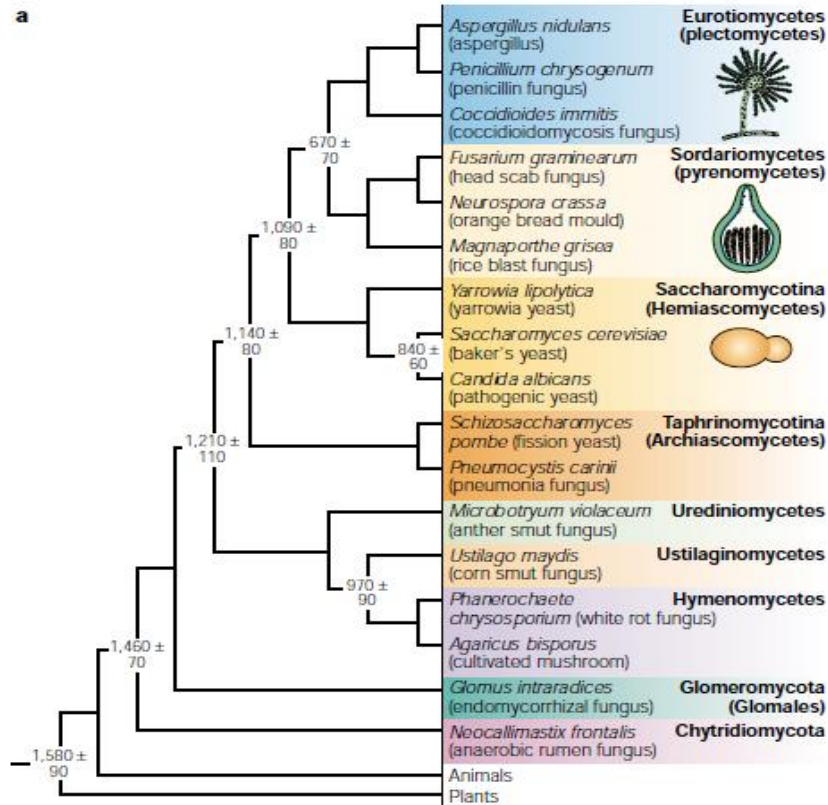 a
Aspergillus nidulans
(aspergillus)
Eurotiomycetes
(plectomycetes)
Penicillium chrysogenum
(penicillin fungus)
Coccidioides immitis
(coccidioidomycosis fungus)
670 ±
70
Fusarium graminearum
(head scab fungus)
Sordariomycetes
(pyrenomycetes)
Neurospora crassa
(orange bread mould)
1,090 ±
80
Magnaporthe grisea
(rice blast fungus)
Yarrowia lipolytica
(yarrowia yeast)
Saccharomycotina
(Hemiascomycetes)
1,140 ±
80
840 ±
60
Saccharomyces cerevisiae
(baker's yeast)
Candida albicans
(pathogenic yeast)
Schizosaccharomyces
pombe (fission yeast)
Taphrinomycotina
(Archiascomycetes)
1,210 ±
110
Pneumocystis carinii
(pneumonia fungus)
Microbotryum violaceum
(anther smut fungus)
Urediniomycetes
Ustilago maydis
(corn smut fungus)
Ustilaginomycetes
970 ±
90
Phanerochaete
chrysosporium (white rot fungus)
Hymenomycetes
Agaricus bisporus
(cultivated mushroom)
1,460 ±
70
Glomus intraradices
(endomycorrhizal fungus)
Glomeromycota
(Glomales)
Neocallimastix frontalis
(anaerobic rumen fungus)
Chytridiomycota
1,580 ±
90
Animals
Plants